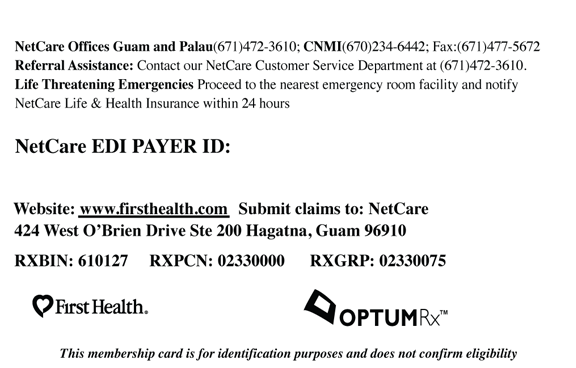 NetCare Offices Guam and Palau(671)472-3610; CNMI(670)234-6442; Fax:(671)477-5672
Referral Assistance: Contact our NetCare Customer Service Department at (671)472-3610.
Life Threatening Emergencies Proceed to the nearest emergency room facility and notify
NetCare Life & Health Insurance within 24 hours
NetCare EDI PAYER ID:
Website: www.firsthealth.com Submit claims to: NetCare
424 West O’Brien Drive Ste 200 Hagatna, Guam 96910
RXBIN: 610127 RXPCN: 02330000 RXGRP: 02330075
First Health® OPTUMRx™
This membership card is for identification purposes and does not confirm eligibility